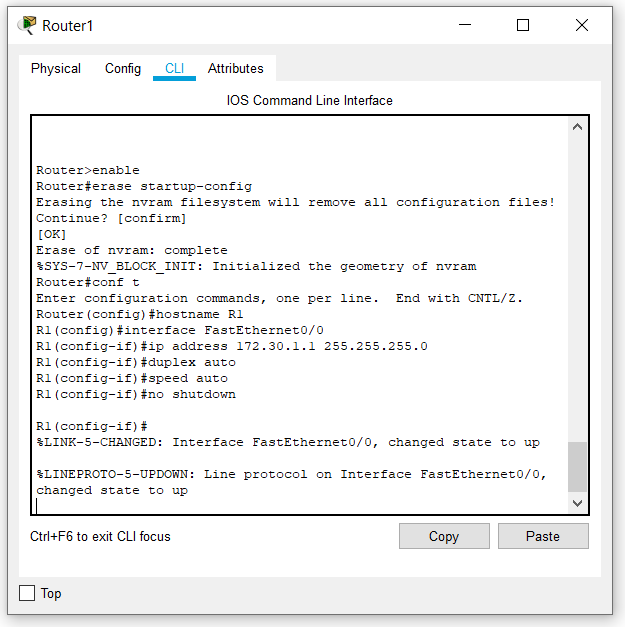 Router1
Physical Config CLI Attributes
IOS Command Line Interface
Router>enable
Router#erase startup-config
Erasing the nvram filesystem will remove all configuration files!
Continue? [confirm]
[OK]
Erase of nvram: complete
%SYS-7-NV_BLOCK_INIT: Initialized the geometry of nvram
Router#conf t
Enter configuration commands, one per line.  End with CNTL/Z.
Router(config)#hostname R1
R1(config)#interface FastEthernet0/0
R1(config-if)#ip address 172.30.1.1 255.255.255.0
R1(config-if)#duplex auto
R1(config-if)#speed auto
R1(config-if)#no shutdown
R1(config-if)#
%LINK-5-CHANGED: Interface FastEthernet0/0, changed state to up
%LINEPROTO-5-UPDOWN: Line protocol on Interface FastEthernet0/0,
changed state to up
Ctrl+F6 to exit CLI focus
Copy
Paste
Top